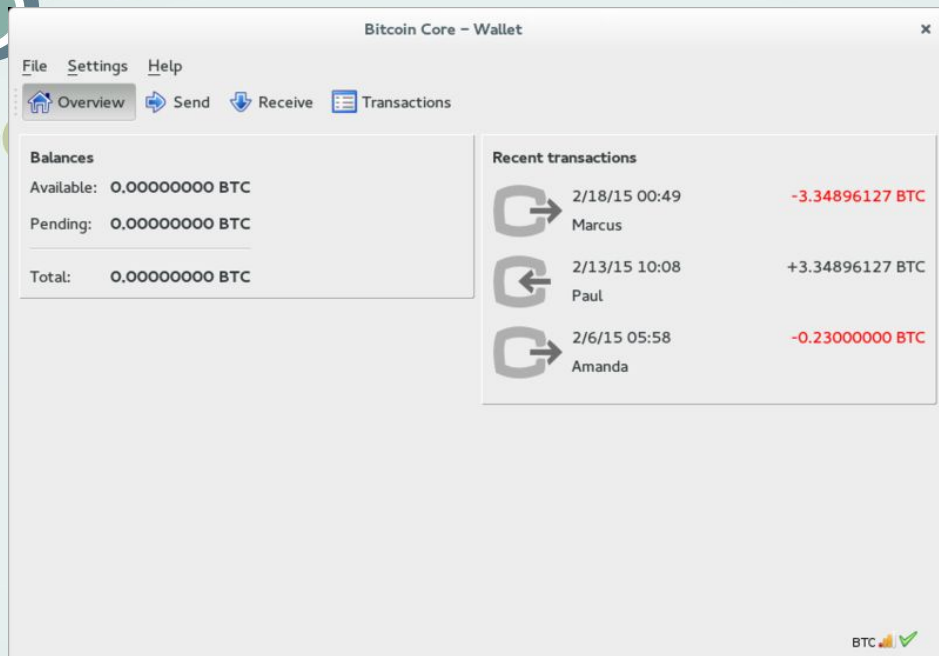 Bitcoin Core - Wallet
File Settings Help
Overview Send Receive Transactions
Balances
Available: 0.00000000 BTC
Pending: 0.00000000 BTC
Total: 0.00000000 BTC
Recent transactions
2/18/15 00:49 -3.34896127 BTC
Marcus
2/13/15 10:08 +3.34896127 BTC
Paul
2/6/15 05:58 -0.23000000 BTC
Amanda
BTC